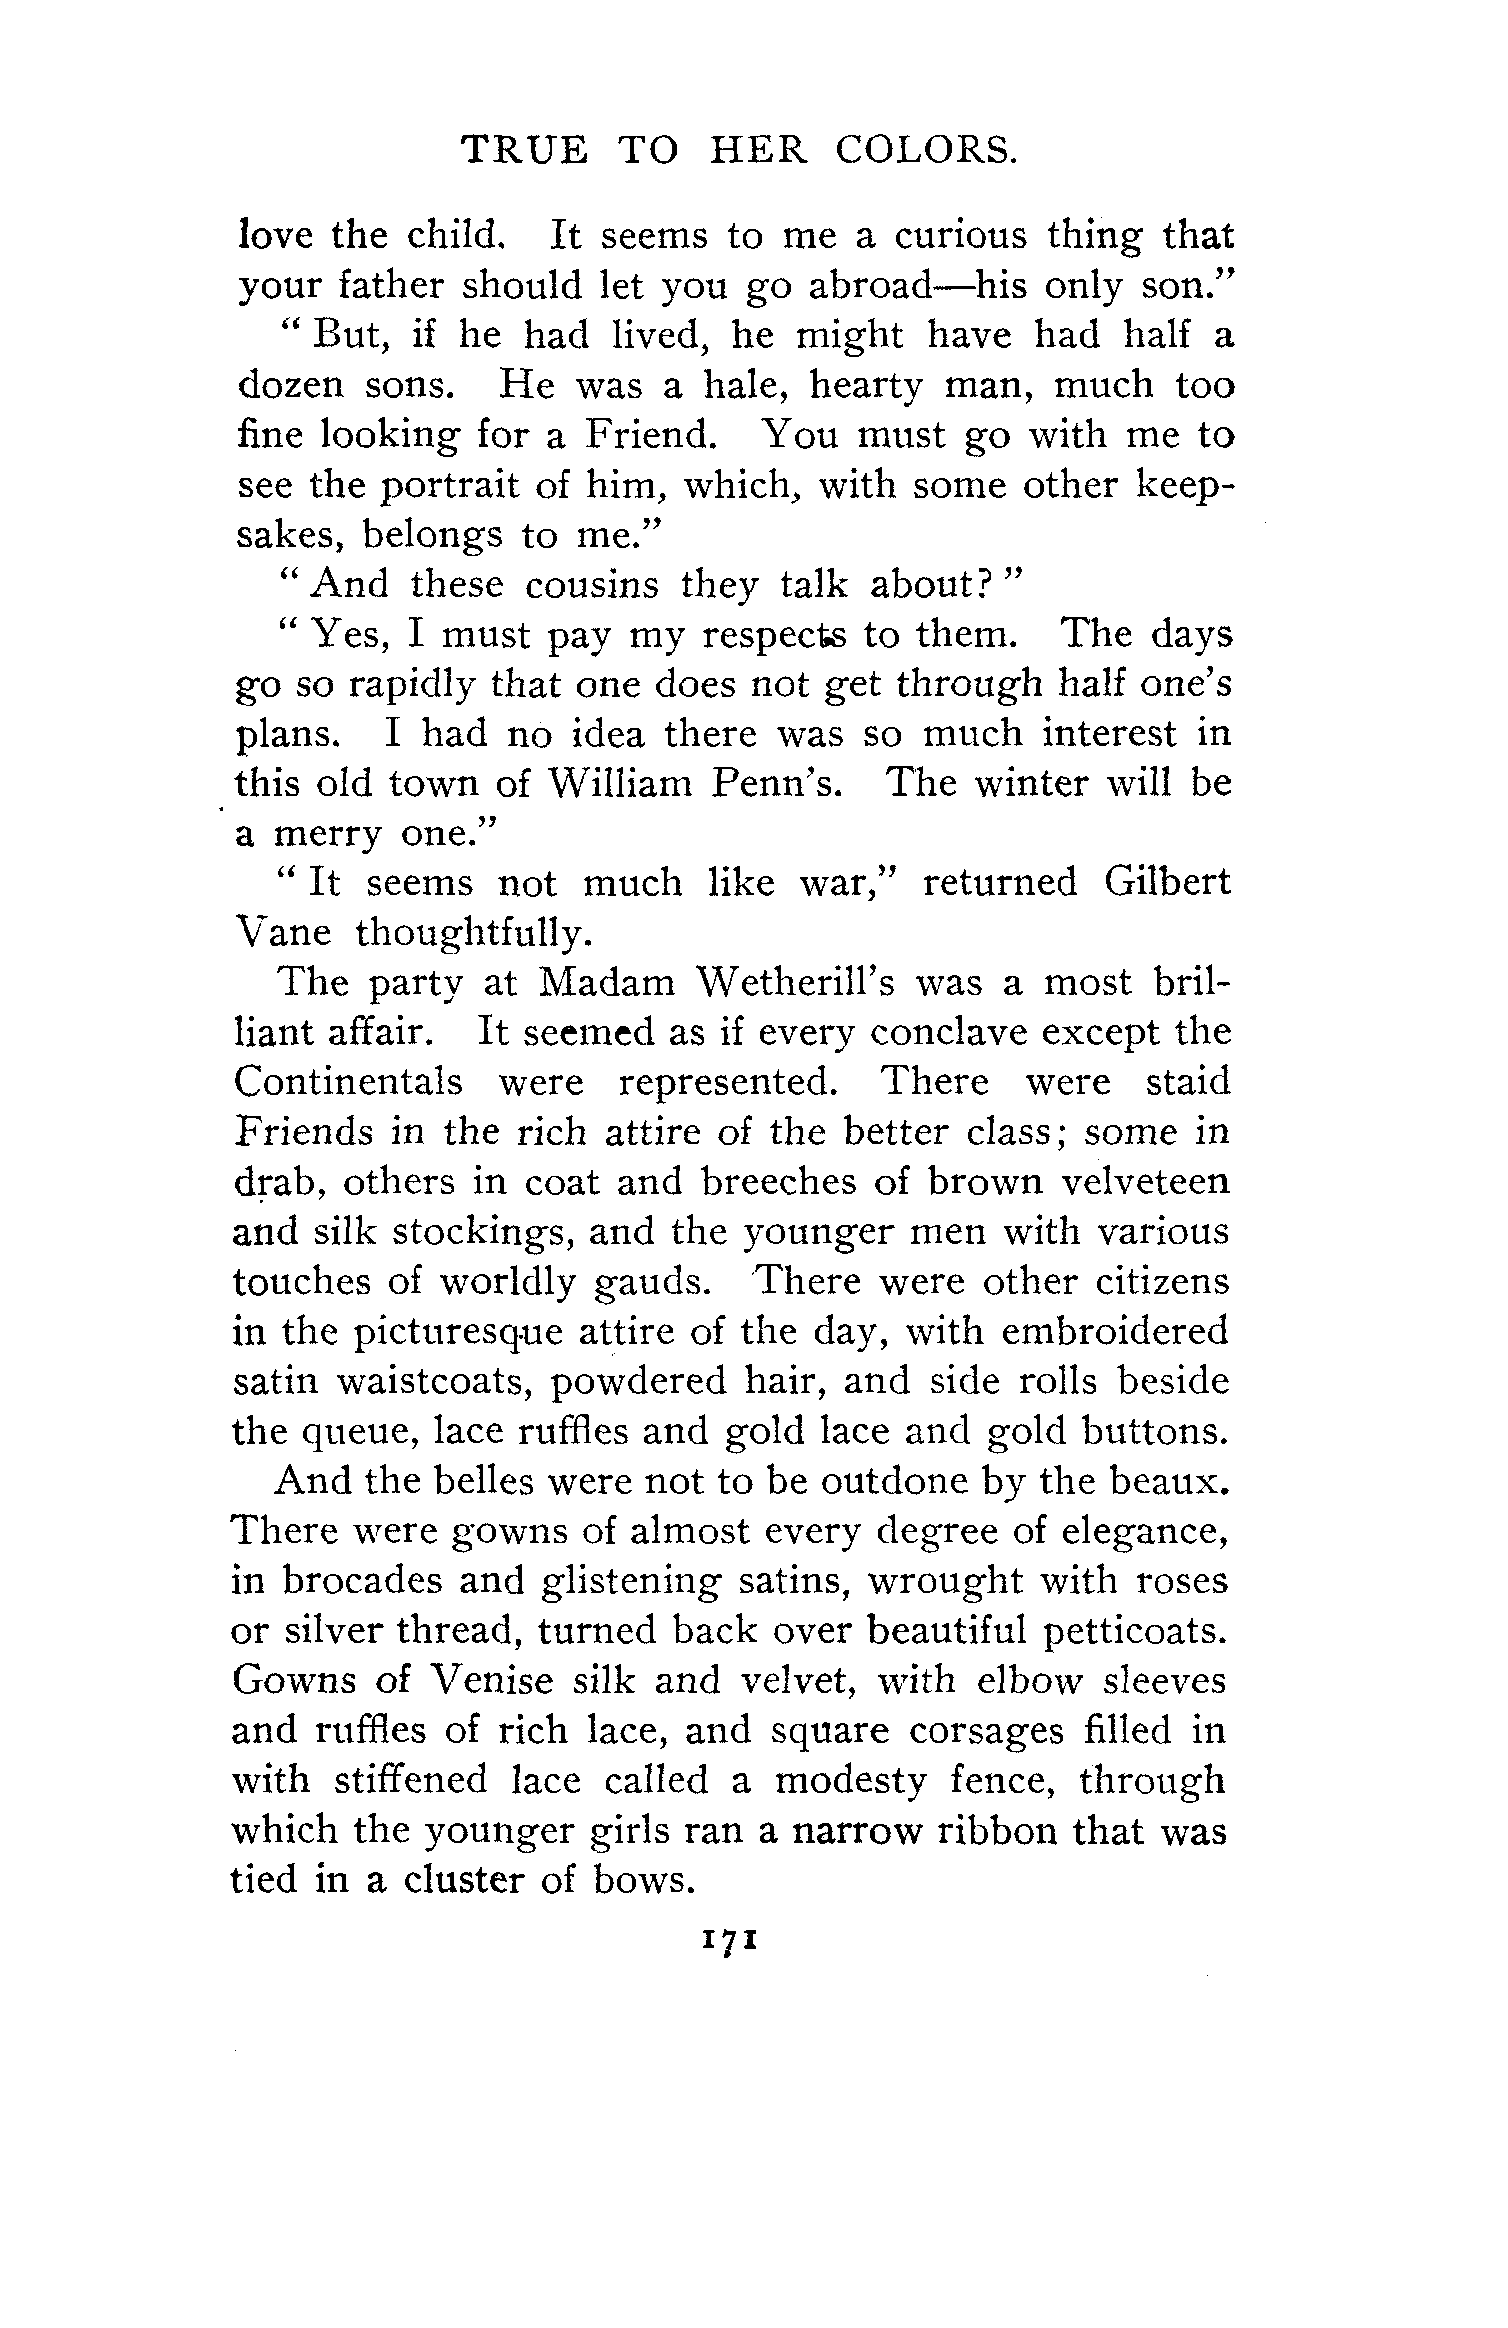 TRUE TO HER COLORS.
love the child. It seems to me a curious thing that
your father should let you go abroad—his only son."
" But, if he had lived, he might have had half a
dozen sons. He was a hale, hearty man, much too
fine looking for a Friend. You must go with me to
see the portrait of him, which, with some other keep-
sakes, belongs to me."
" And these cousins they talk about? "
" Yes, I must pay my respects to them. The days
go so rapidly that one does not get through half one's
plans. I had no idea there was so much interest in
this old town of William Penn's. The winter will be
a merry one."
" It seems not much like war," returned Gilbert
Vane thoughtfully.
The party at Madam Wetherill's was a most bril-
liant affair. It seemed as if every conclave except the
Continentals were represented. There were staid
Friends in the rich attire of the better class; some in
drab, others in coat and breeches of brown velveteen
and silk stockings, and the younger men with various
touches of worldly gauds. There were other citizens
in the picturesque attire of the day, with embroidered
satin waistcoats, powdered hair, and side rolls beside
the queue, lace ruffles and gold lace and gold buttons.
And the belles were not to be outdone by the beaux.
There were gowns of almost every degree of elegance,
in brocades and glistening satins, wrought with roses
or silver thread, turned back over beautiful petticoats.
Gowns of Venise silk and velvet, with elbow sleeves
and ruffles of rich lace, and square corsages filled in
with stiffened lace called a modesty fence, through
which the younger girls ran a narrow ribbon that was
tied in a cluster of bows.
171